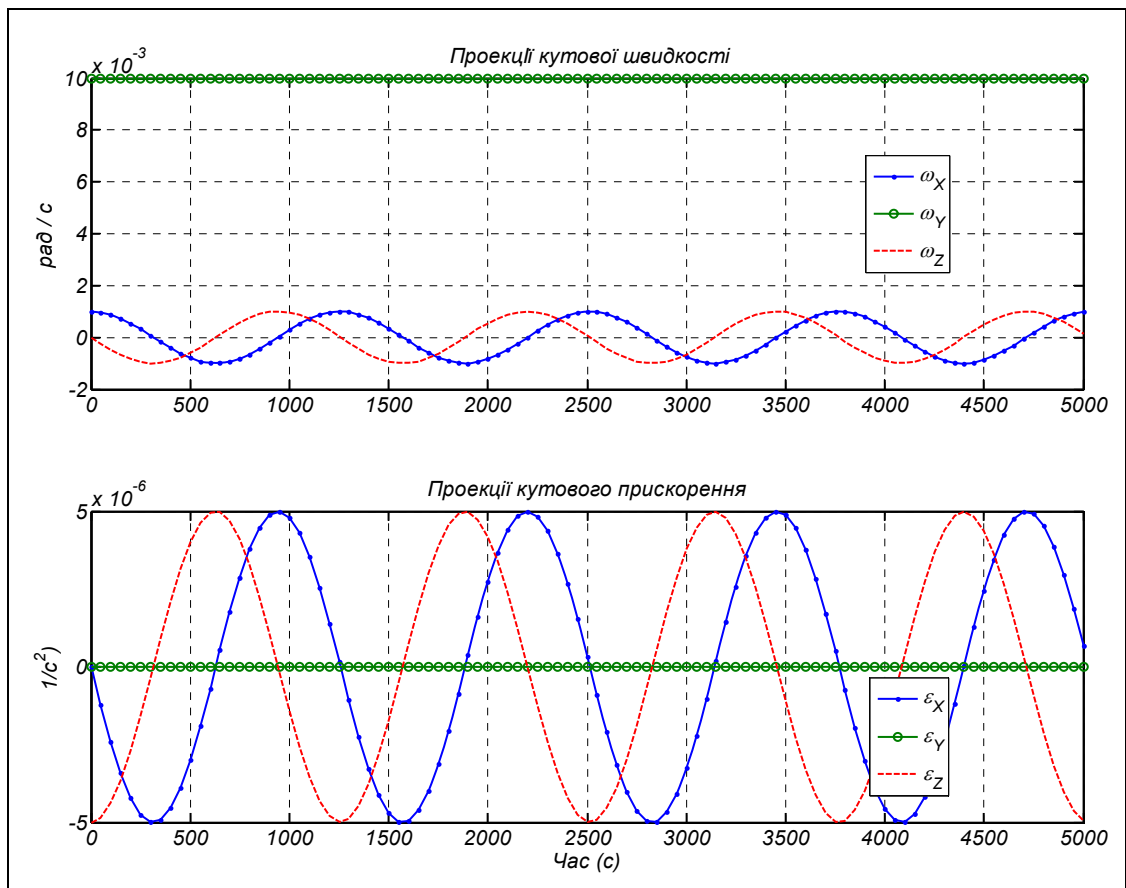 Проекції кутової швидкості
x 10^-3
10
8
6
4
2
0
-2
рад / с
ω_X
ω_Y
ω_Z
0 500 1000 1500 2000 2500 3000 3500 4000 4500 5000
Проекції кутового прискорення
x 10^-6
5
0
-5
1/c^2
ε_X
ε_Y
ε_Z
0 500 1000 1500 2000 2500 3000 3500 4000 4500 5000
Час (с)